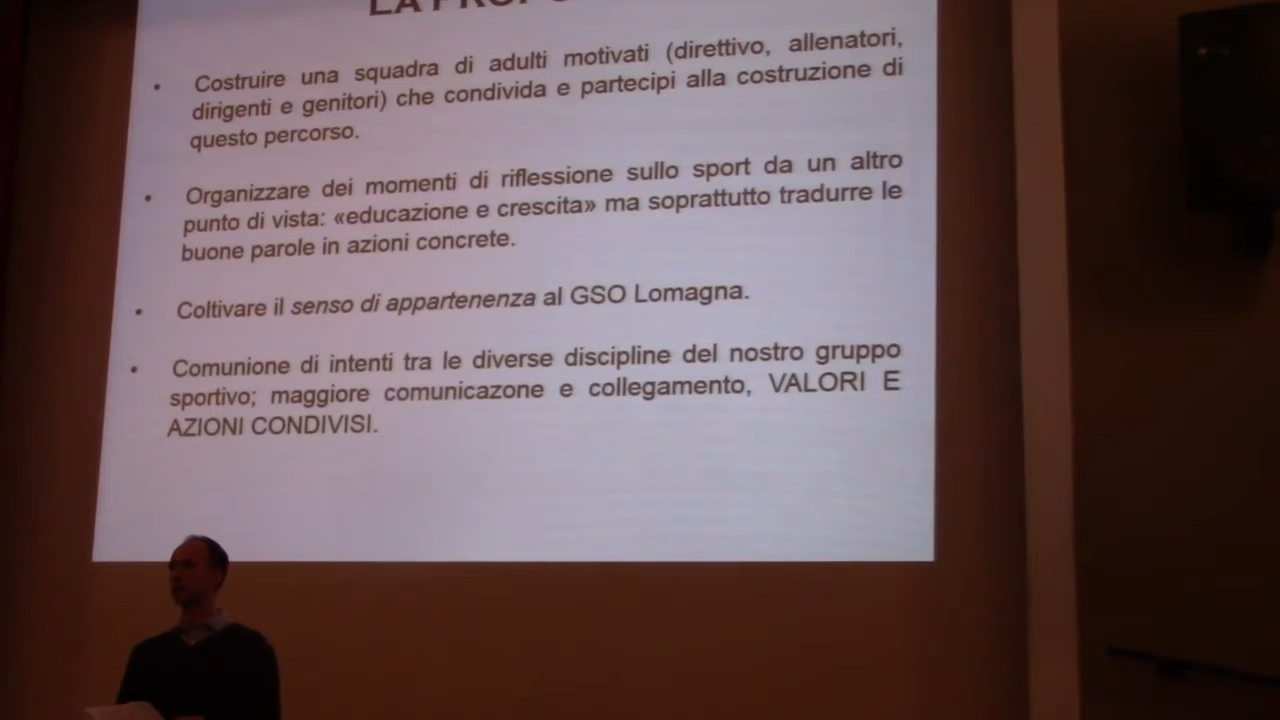 LA
• Costruire una squadra di adulti motivati (direttivo, allenatori,
dirigenti e genitori) che condivida e partecipi alla costruzione di
questo percorso.
• Organizzare dei momenti di riflessione sullo sport da un altro
punto di vista: «educazione e crescita» ma soprattutto tradurre le
buone parole in azioni concrete.
• Coltivare il senso di appartenenza al GSO Lomagna.
• Comunione di intenti tra le diverse discipline del nostro gruppo
sportivo; maggiore comunicazone e collegamento, VALORI E
AZIONI CONDIVISI.